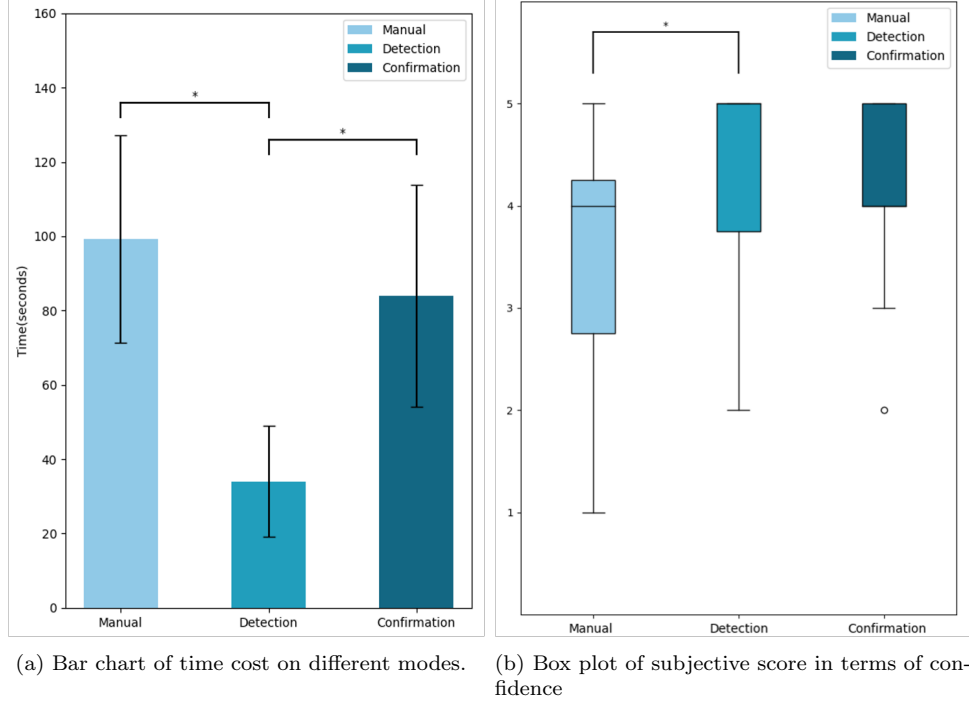 160
140
120
100
80
60
40
20
0
Time(seconds)
*
*
Manual
Detection
Confirmation
Manual
Detection
Confirmation
(a) Bar chart of time cost on different modes.
5
4
3
2
1
*
Manual
Detection
Confirmation
Manual
Detection
Confirmation
(b) Box plot of subjective score in terms of con-
fidence